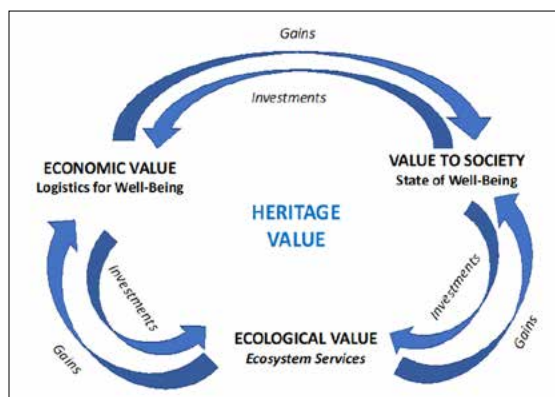 Gains
Investments
ECONOMIC VALUE
Logistics for Well-Being
VALUE TO SOCIETY
State of Well-Being
HERITAGE
VALUE
Investments
Gains
Investments
Gains
ECOLOGICAL VALUE
Ecosystem Services